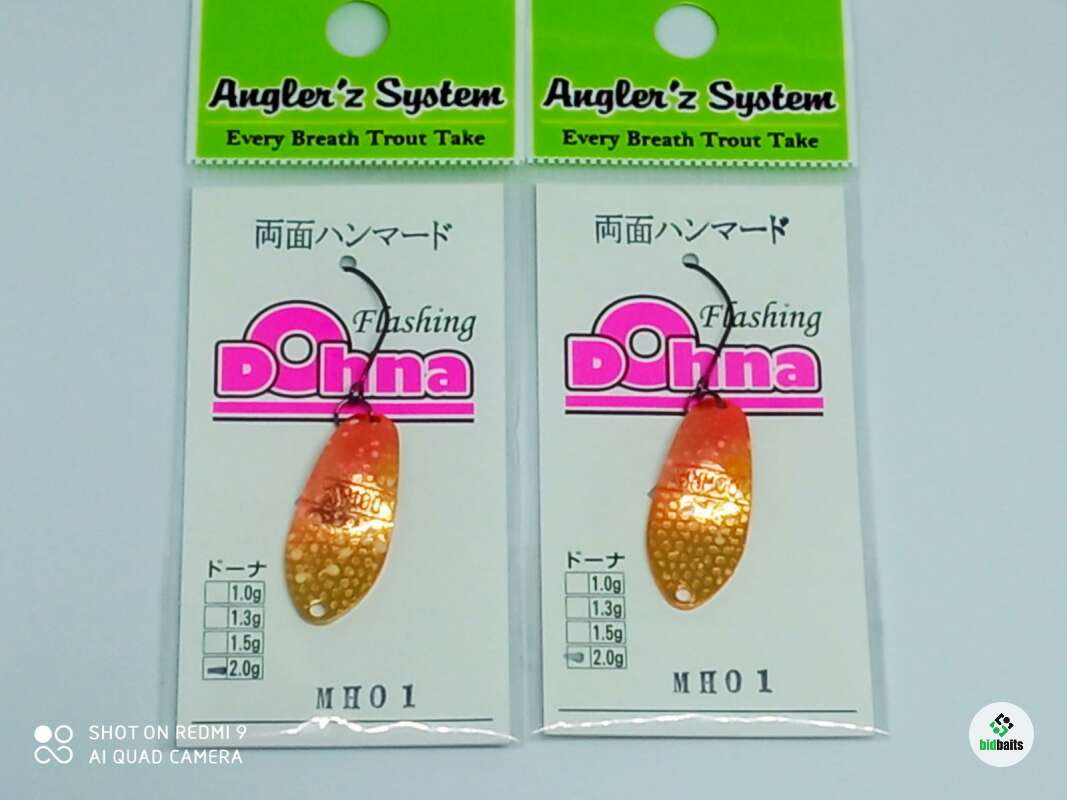 Angler'z System
Every Breath Trout Take
両面ハンマード
Flashing
Dohna
ドーナ
1.0g
1.3g
1.5g
2.0g
MH01
Angler'z System
Every Breath Trout Take
両面ハンマード
Flashing
Dohna
ドーナ
1.0g
1.3g
1.5g
2.0g
MH01
SHOT ON REDMI 9
AI QUAD CAMERA
bidbaits